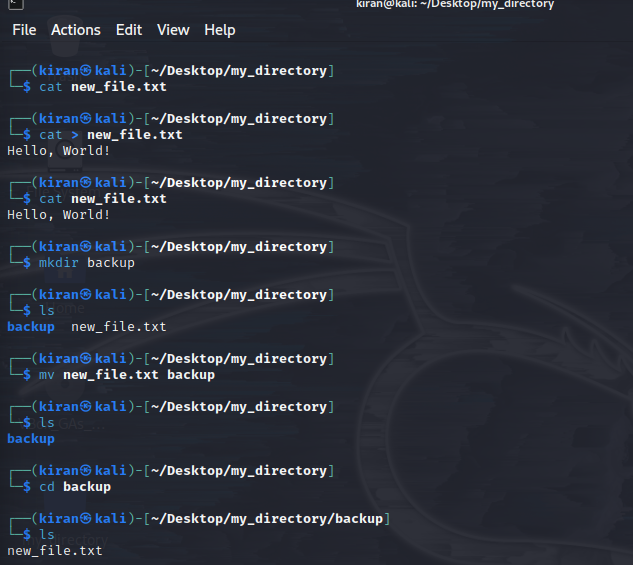 kiran@kali: ~/Desktop/my_directory
File Actions Edit View Help
┌──(kiran㉿kali)-[~/Desktop/my_directory]
└─$ cat new_file.txt
┌──(kiran㉿kali)-[~/Desktop/my_directory]
└─$ cat > new_file.txt
Hello, World!
┌──(kiran㉿kali)-[~/Desktop/my_directory]
└─$ cat new_file.txt
Hello, World!
┌──(kiran㉿kali)-[~/Desktop/my_directory]
└─$ mkdir backup
┌──(kiran㉿kali)-[~/Desktop/my_directory]
└─$ ls
backup  new_file.txt
┌──(kiran㉿kali)-[~/Desktop/my_directory]
└─$ mv new_file.txt backup
┌──(kiran㉿kali)-[~/Desktop/my_directory]
└─$ ls
backup
┌──(kiran㉿kali)-[~/Desktop/my_directory]
└─$ cd backup
┌──(kiran㉿kali)-[~/Desktop/my_directory/backup]
└─$ ls
new_file.txt